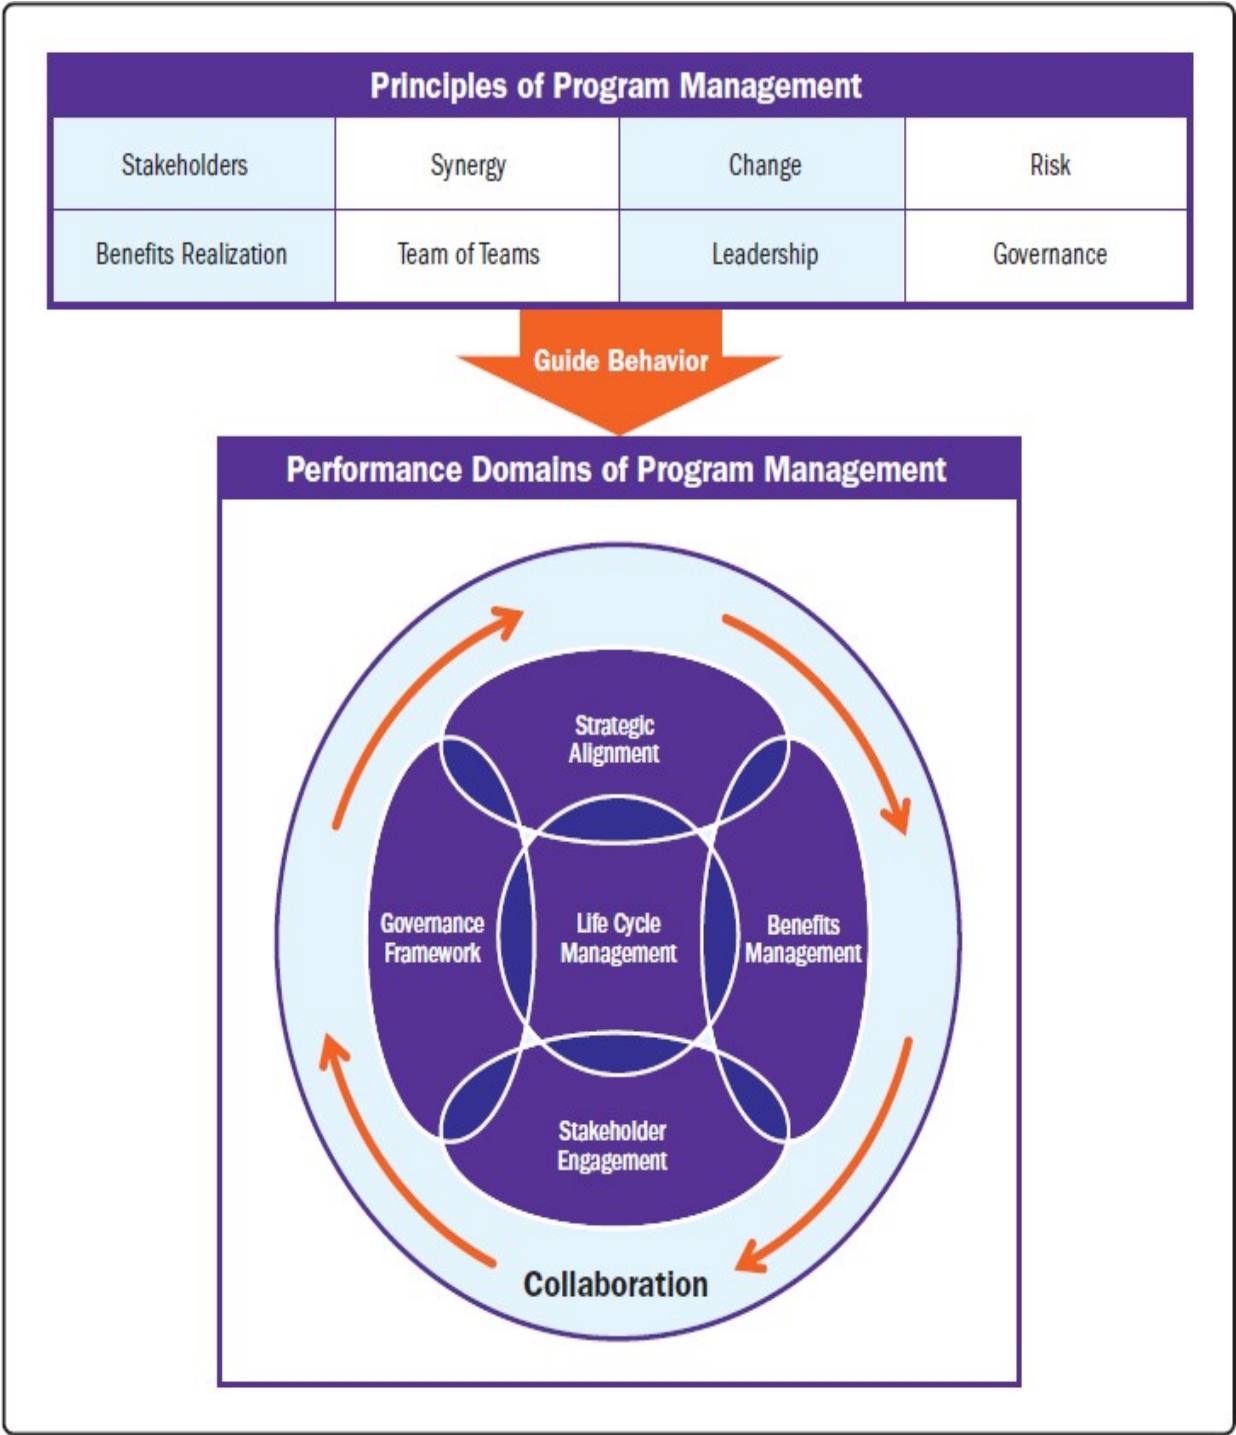 Principles of Program Management
Stakeholders
Synergy
Change
Risk
Benefits Realization
Team of Teams
Leadership
Governance
Guide Behavior
Performance Domains of Program Management
Strategic
Alignment
Governance
Framework
Life Cycle
Management
Benefits
Management
Stakeholder
Engagement
Collaboration